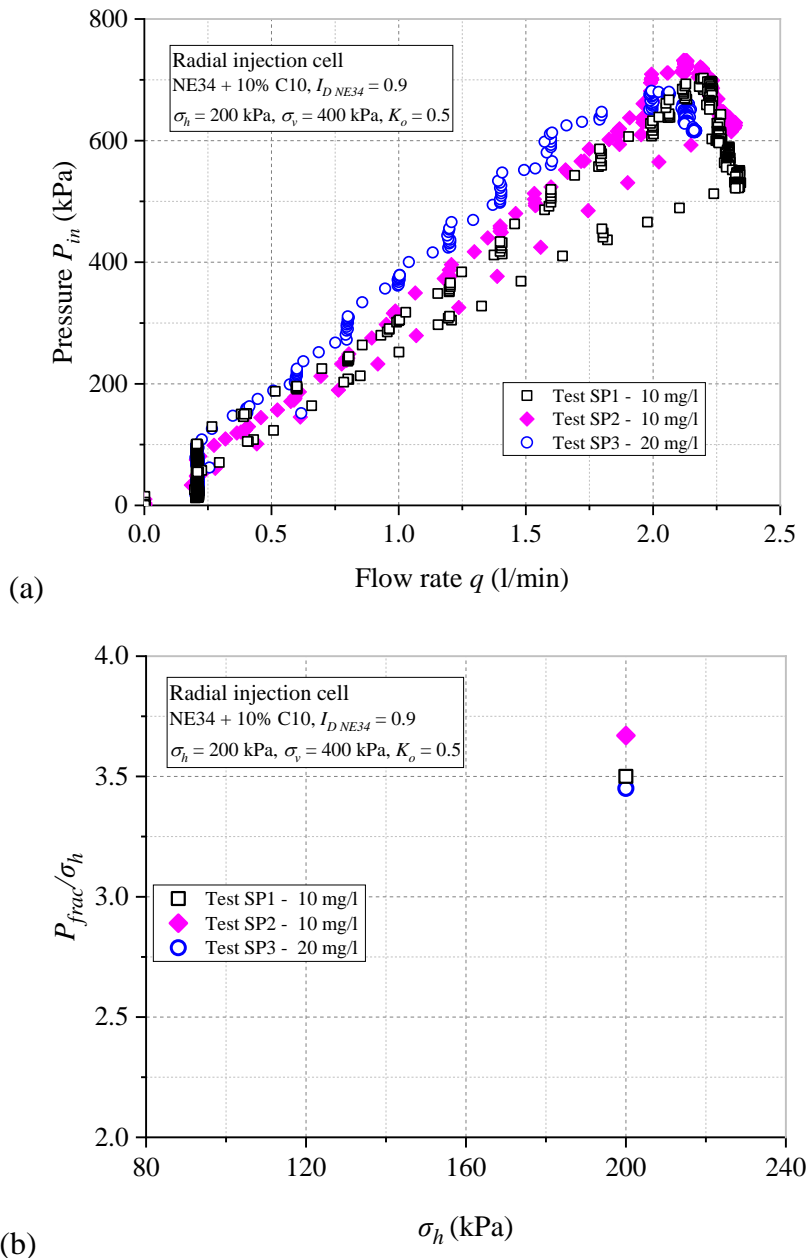 800
600
400
200
0
Pressure P_in (kPa)
Radial injection cell
NE34 + 10% C10, I_D NE34 = 0.9
σ_h = 200 kPa, σ_v = 400 kPa, K_o = 0.5
Test SP1 - 10 mg/l
Test SP2 - 10 mg/l
Test SP3 - 20 mg/l
0.0 0.5 1.0 1.5 2.0 2.5
Flow rate q (l/min)
(a)
4.0
3.5
3.0
2.5
2.0
P_frac/σ_h
Radial injection cell
NE34 + 10% C10, I_D NE34 = 0.9
σ_h = 200 kPa, σ_v = 400 kPa, K_o = 0.5
Test SP1 - 10 mg/l
Test SP2 - 10 mg/l
Test SP3 - 20 mg/l
80 120 160 200 240
σ_h (kPa)
(b)